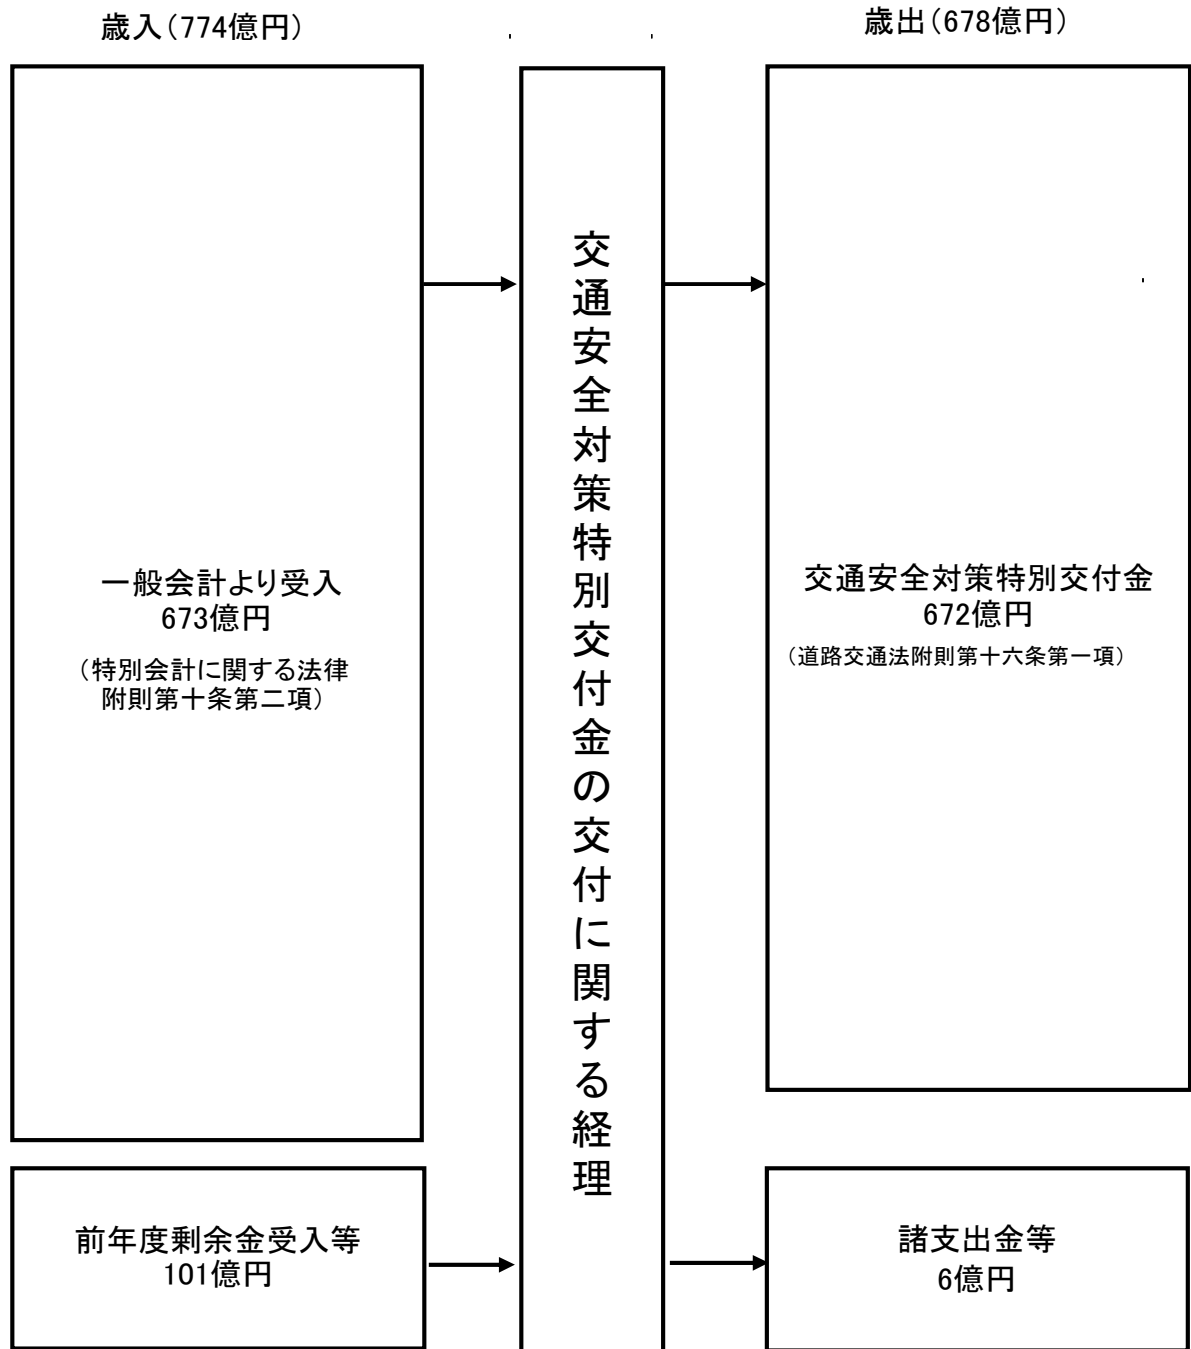 歳入（774億円）
歳出（678億円）
一般会計より受入
673億円
（特別会計に関する法律
附則第十条第二項）
交通安全対策特別交付金の交付に関する経理
交通安全対策特別交付金
672億円
（道路交通法附則第十六条第一項）
前年度剰余金受入等
101億円
諸支出金等
6億円